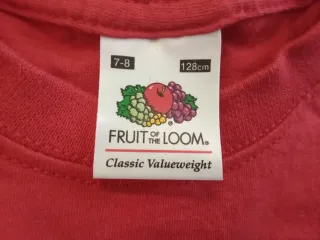 7-8 128cm
FRUIT OF THE LOOM®
Classic Valueweight